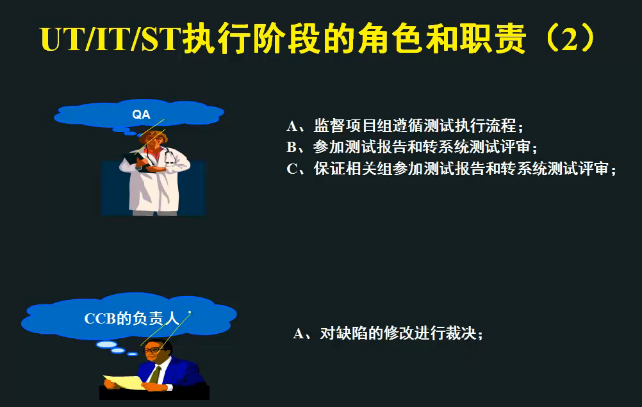 UT/IT/ST执行阶段的角色和职责（2）
QA
A、监督项目组遵循测试执行流程；
B、参加测试报告和转系统测试评审；
C、保证相关组参加测试报告和转系统测试评审；
CCB的负责人
A、对缺陷的修改进行裁决；